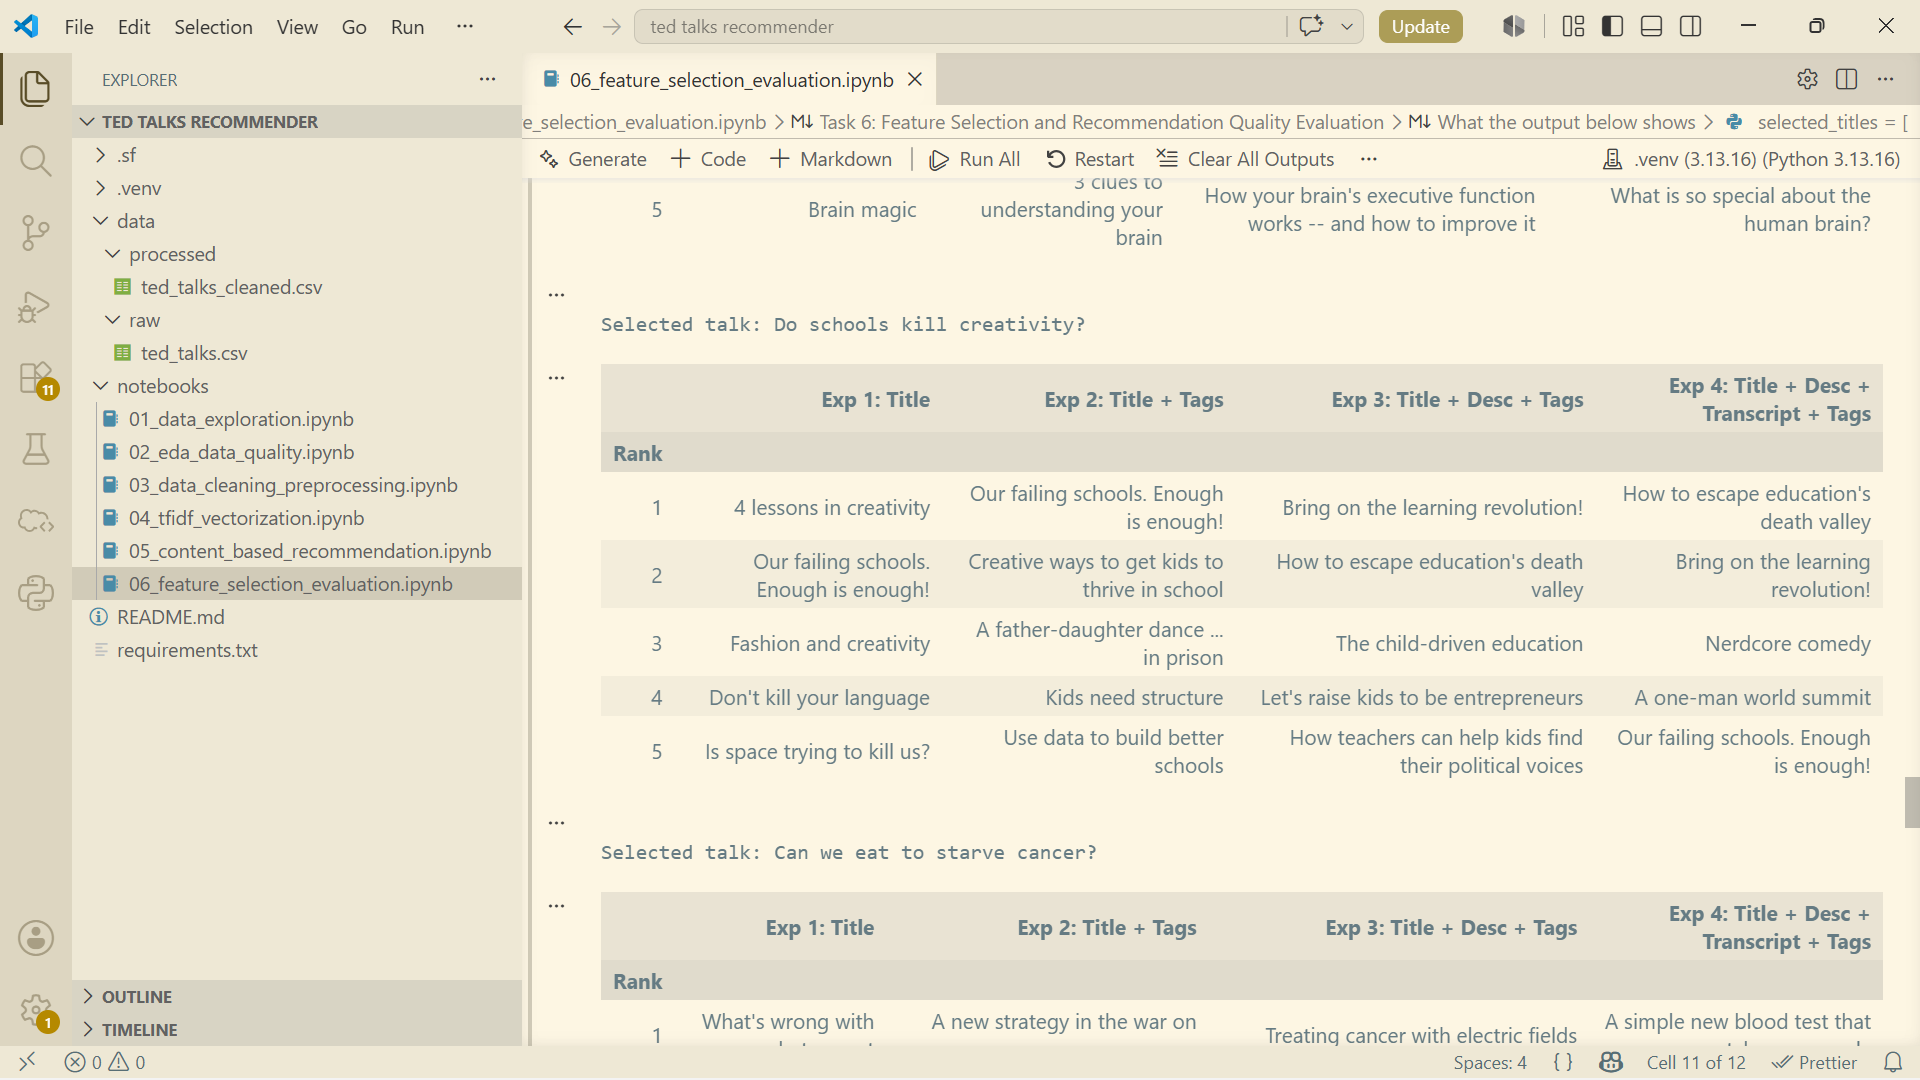 File Edit Selection View Go Run ···
ted talks recommender
Update
EXPLORER
TED TALKS RECOMMENDER
.sf
.venv
data
processed
ted_talks_cleaned.csv
raw
ted_talks.csv
notebooks
01_data_exploration.ipynb
02_eda_data_quality.ipynb
03_data_cleaning_preprocessing.ipynb
04_tfidf_vectorization.ipynb
05_content_based_recommendation.ipynb
06_feature_selection_evaluation.ipynb
README.md
requirements.txt
OUTLINE
TIMELINE
11
1
06_feature_selection_evaluation.ipynb
e_selection_evaluation.ipynb > M↓ Task 6: Feature Selection and Recommendation Quality Evaluation > M↓ What the output below shows > selected_titles = [
Generate + Code + Markdown | Run All Restart Clear All Outputs ··· .venv (3.13.16) (Python 3.13.16)
5 Brain magic
3 clues to
understanding your
brain
How your brain's executive function
works -- and how to improve it
What is so special about the
human brain?
Selected talk: Do schools kill creativity?
Exp 1: Title Exp 2: Title + Tags Exp 3: Title + Desc + Tags Exp 4: Title + Desc +
Transcript + Tags
Rank
1 4 lessons in creativity
Our failing schools. Enough
is enough!
Bring on the learning revolution!
How to escape education's
death valley
2 Our failing schools.
Enough is enough!
Creative ways to get kids to
thrive in school
How to escape education's death
valley
Bring on the learning
revolution!
3 Fashion and creativity
A father-daughter dance ...
in prison
The child-driven education
Nerdcore comedy
4 Don't kill your language Kids need structure Let's raise kids to be entrepreneurs A one-man world summit
5 Is space trying to kill us?
Use data to build better
schools
How teachers can help kids find
their political voices
Our failing schools. Enough
is enough!
Selected talk: Can we eat to starve cancer?
Exp 1: Title Exp 2: Title + Tags Exp 3: Title + Desc + Tags Exp 4: Title + Desc +
Transcript + Tags
Rank
1 What's wrong with
A new strategy in the war on
Treating cancer with electric fields
A simple new blood test that
0 0
Spaces: 4 { } Cell 11 of 12 Prettier